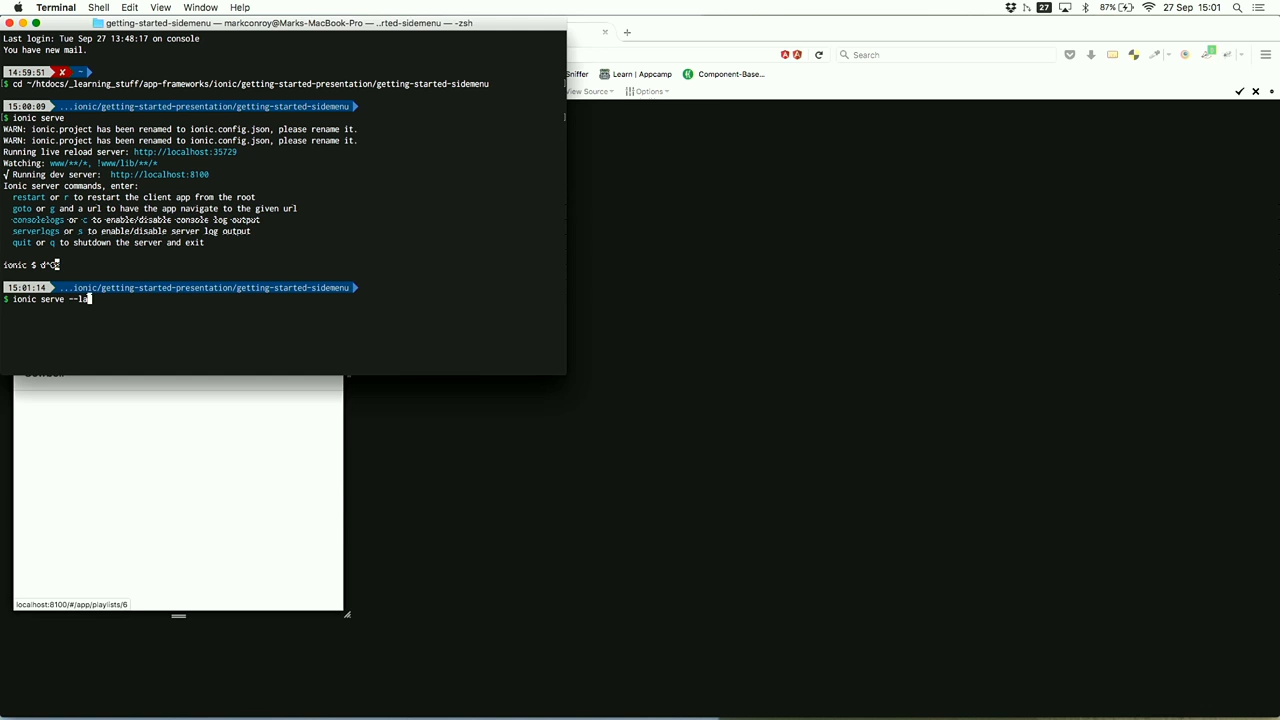 Terminal Shell Edit View Window Help 27 87% 27 Sep 15:01
getting-started-sidemenu — markconroy@Marks-MacBook-Pro — ..rted-sidemenu — -zsh
Last login: Tue Sep 27 13:48:17 on console
You have new mail.
14:59:51 ✘ ~
$ cd ~/htdocs/_learning_stuff/app-frameworks/ionic/getting-started-presentation/getting-started-sidemenu
15:00:09 ...ionic/getting-started-presentation/getting-started-sidemenu
$ ionic serve
WARN: ionic.project has been renamed to ionic.config.json, please rename it.
WARN: ionic.project has been renamed to ionic.config.json, please rename it.
Running live reload server: http://localhost:35729
Watching: www/**/*, !www/lib/**/*
√ Running dev server: http://localhost:8100
Ionic server commands, enter:
restart or r to restart the client app from the root
goto or g and a url to have the app navigate to the given url
consolelogs or c to enable/disable console log output
serverlogs or s to enable/disable server log output
quit or q to shutdown the server and exit
ionic $ d^C
15:01:14 ...ionic/getting-started-presentation/getting-started-sidemenu
$ ionic serve --la
Search
Sniffer Learn | Appcamp Component-Base...
View Source Options
localhost:8100/#/app/playlists/6